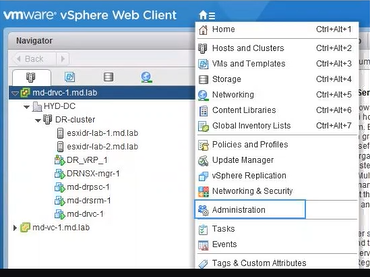 vmware® vSphere Web Client
Navigator
Back
md-drvc-1.md.lab
HYD-DC
DR-cluster
esxidr-lab-1.md.lab
esxidr-lab-2.md.lab
DR_vRP_1
DRNSX-mgr-1
md-drpsc-1
md-drsrm-1
md-drvc-1
md-vc-1.md.lab
Home Ctrl+Alt+1
Hosts and Clusters Ctrl+Alt+2
VMs and Templates Ctrl+Alt+3
Storage Ctrl+Alt+4
Networking Ctrl+Alt+5
Content Libraries Ctrl+Alt+6
Global Inventory Lists Ctrl+Alt+7
Policies and Profiles
Update Manager
vSphere Replication
Networking & Security
Administration
Tasks
Events
Tags & Custom Attributes